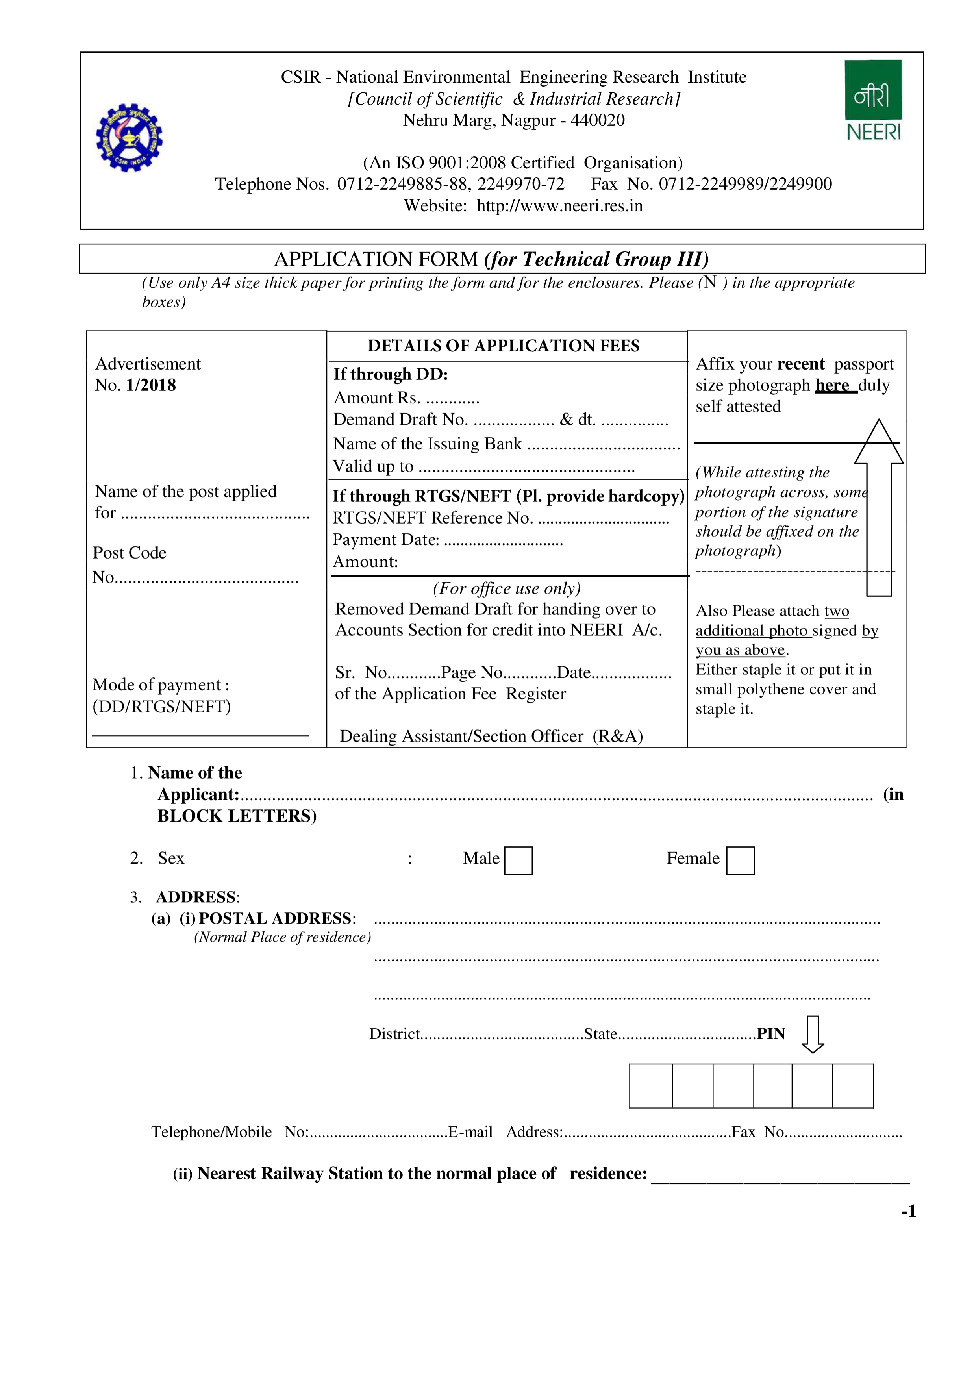 CSIR - National Environmental Engineering Research Institute
[Council of Scientific & Industrial Research]
Nehru Marg, Nagpur - 440020
(An ISO 9001:2008 Certified Organisation)
Telephone Nos. 0712-2249885-88, 2249970-72 Fax No. 0712-2249989/2249900
Website: http://www.neeri.res.in
नीरी
NEERI
APPLICATION FORM (for Technical Group III)
(Use only A4 size thick paper for printing the form and for the enclosures. Please (N ) in the appropriate
boxes)
Advertisement
No. 1/2018
Name of the post applied
for ..........................................
Post Code
No.........................................
Mode of payment :
(DD/RTGS/NEFT)
DETAILS OF APPLICATION FEES
If through DD:
Amount Rs. ............
Demand Draft No. .................. & dt. ...............
Name of the Issuing Bank ..................................
Valid up to ................................................
If through RTGS/NEFT (Pl. provide hardcopy)
RTGS/NEFT Reference No. ................................
Payment Date: .............................
Amount:
(For office use only)
Removed Demand Draft for handing over to
Accounts Section for credit into NEERI A/c.
Sr. No............Page No............Date..................
of the Application Fee Register
Dealing Assistant/Section Officer (R&A)
Affix your recent passport
size photograph here duly
self attested
(While attesting the
photograph across, some
portion of the signature
should be affixed on the
photograph)
----------------------------------
Also Please attach two
additional photo signed by
you as above.
Either staple it or put it in
small polythene cover and
staple it.
1. Name of the
Applicant:............................................................................................................................................ (in
BLOCK LETTERS)
2. Sex : Male Female
3. ADDRESS:
(a) (i) POSTAL ADDRESS: ........................................................................................................................
(Normal Place of residence)
........................................................................................................................
......................................................................................................................
District.......................................State.................................PIN
Telephone/Mobile No:..................................E-mail Address:.........................................Fax No.............................
(ii) Nearest Railway Station to the normal place of residence: ____________________________
-1